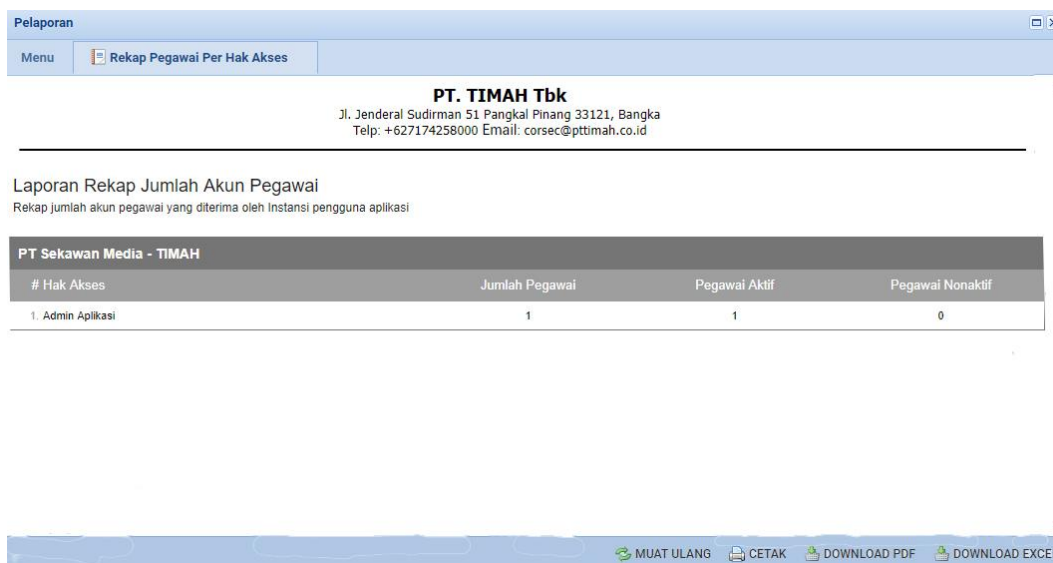 Pelaporan
Menu Rekap Pegawai Per Hak Akses
PT. TIMAH Tbk
Jl. Jenderal Sudirman 51 Pangkal Pinang 33121, Bangka
Telp: +627174258000 Email: corsec@pttimah.co.id
Laporan Rekap Jumlah Akun Pegawai
Rekap jumlah akun pegawai yang diterima oleh Instansi pengguna aplikasi
PT Sekawan Media - TIMAH
# Hak Akses Jumlah Pegawai Pegawai Aktif Pegawai Nonaktif
1. Admin Aplikasi 1 1 0
MUAT ULANG CETAK DOWNLOAD PDF DOWNLOAD EXCE